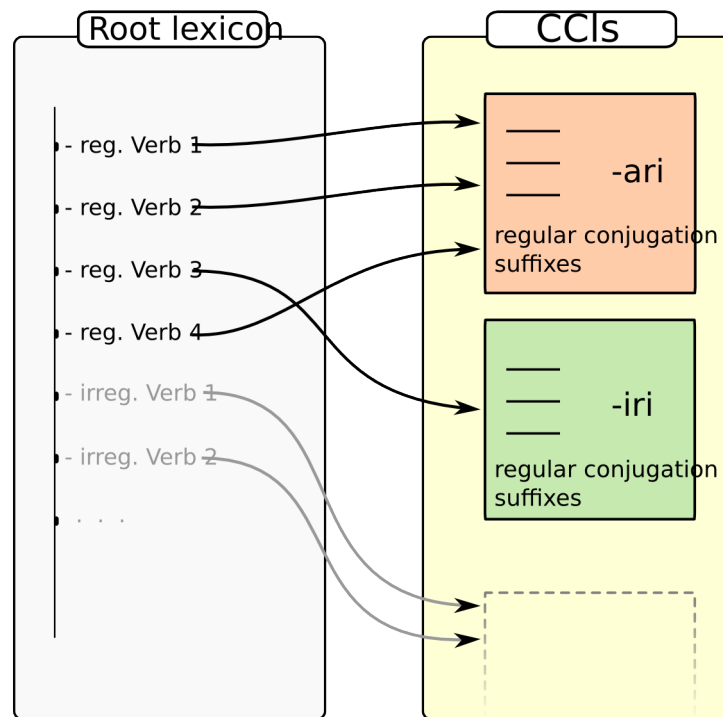 Root lexicon
- reg. Verb 1
- reg. Verb 2
- reg. Verb 3
- reg. Verb 4
- irreg. Verb 1
- irreg. Verb 2
. . .
CCls
-ari
regular conjugation
suffixes
-iri
regular conjugation
suffixes